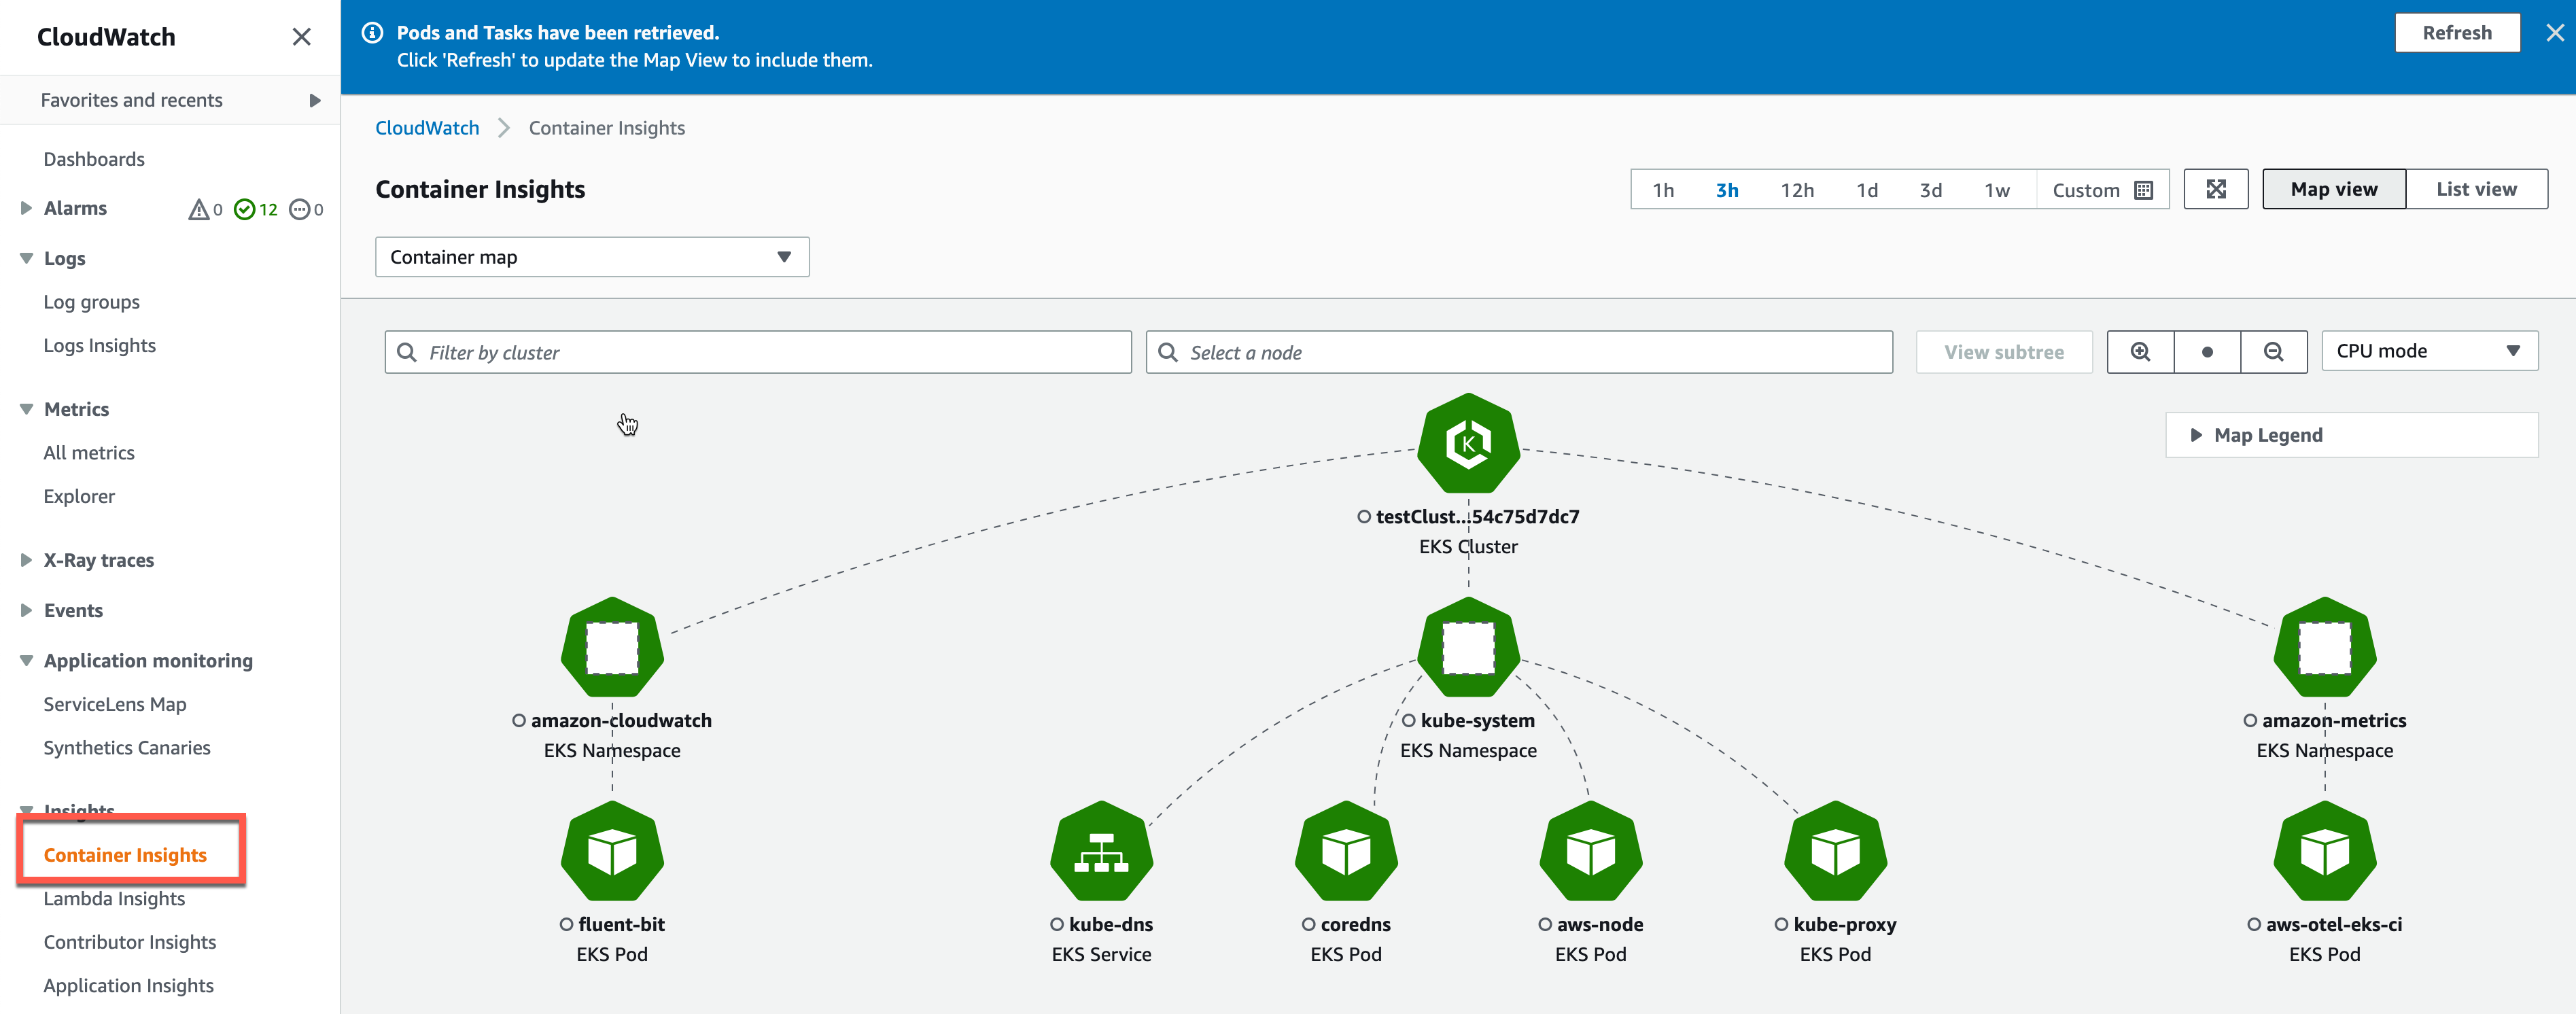 CloudWatch
Favorites and recents
Dashboards
Alarms 0 12 0
Logs
Log groups
Logs Insights
Metrics
All metrics
Explorer
X-Ray traces
Events
Application monitoring
ServiceLens Map
Synthetics Canaries
Insights
Container Insights
Lambda Insights
Contributor Insights
Application Insights
Pods and Tasks have been retrieved.
Click 'Refresh' to update the Map View to include them.
Refresh
CloudWatch Container Insights
Container Insights
1h 3h 12h 1d 3d 1w Custom
Map view List view
Container map
Filter by cluster
Select a node
View subtree
CPU mode
Map Legend
K
testClust...54c75d7dc7
EKS Cluster
amazon-cloudwatch
EKS Namespace
kube-system
EKS Namespace
amazon-metrics
EKS Namespace
fluent-bit
EKS Pod
kube-dns
EKS Service
coredns
EKS Pod
aws-node
EKS Pod
kube-proxy
EKS Pod
aws-otel-eks-ci
EKS Pod